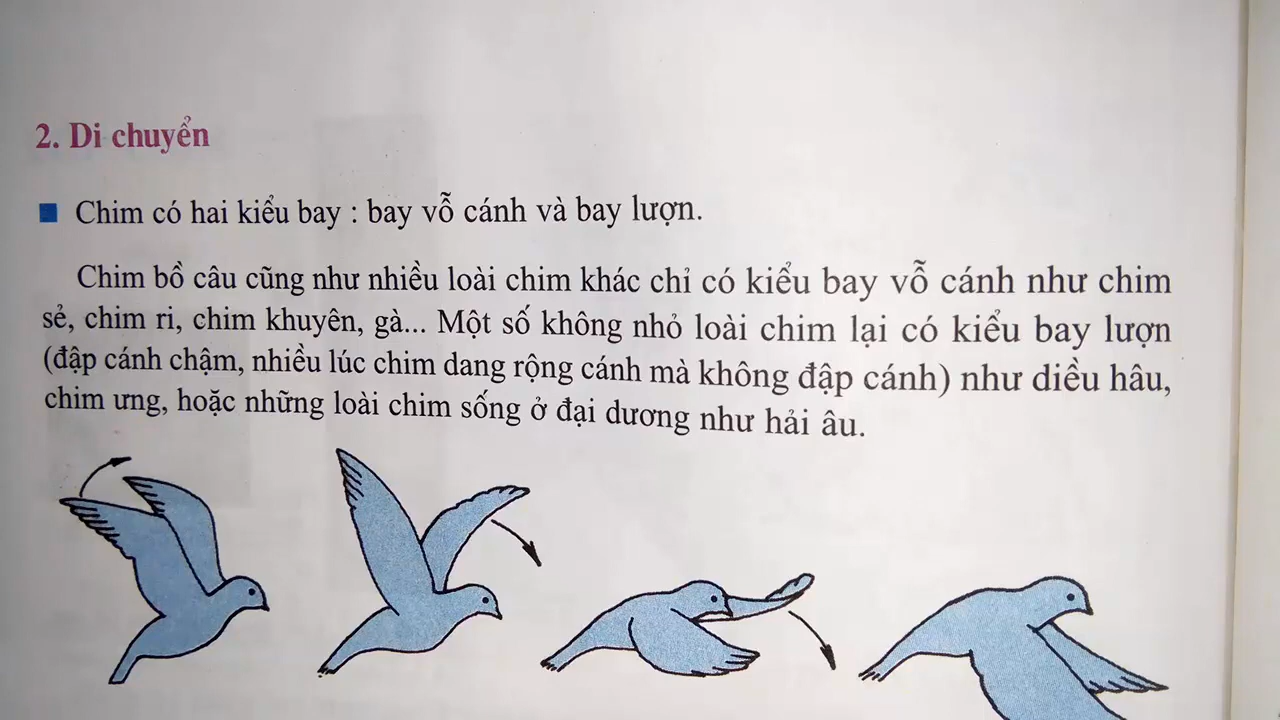 2. Di chuyển
Chim có hai kiểu bay : bay vỗ cánh và bay lượn.
Chim bồ câu cũng như nhiều loài chim khác chỉ có kiểu bay vỗ cánh như chim
sẻ, chim ri, chim khuyên, gà... Một số không nhỏ loài chim lại có kiểu bay lượn
(đập cánh chậm, nhiều lúc chim dang rộng cánh mà không đập cánh) như diều hâu,
chim ưng, hoặc những loài chim sống ở đại dương như hải âu.